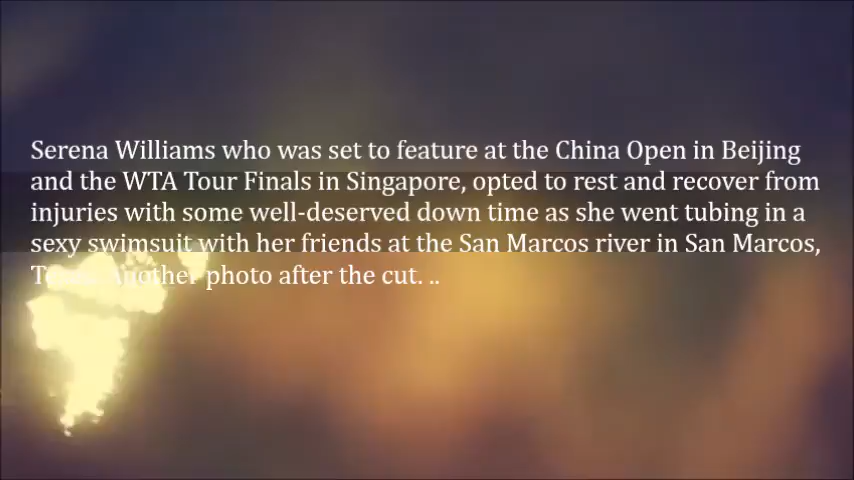 Serena Williams who was set to feature at the China Open in Beijing
and the WTA Tour Finals in Singapore, opted to rest and recover from
injuries with some well-deserved down time as she went tubing in a
sexy swimsuit with her friends at the San Marcos river in San Marcos,
Another photo after the cut. ..